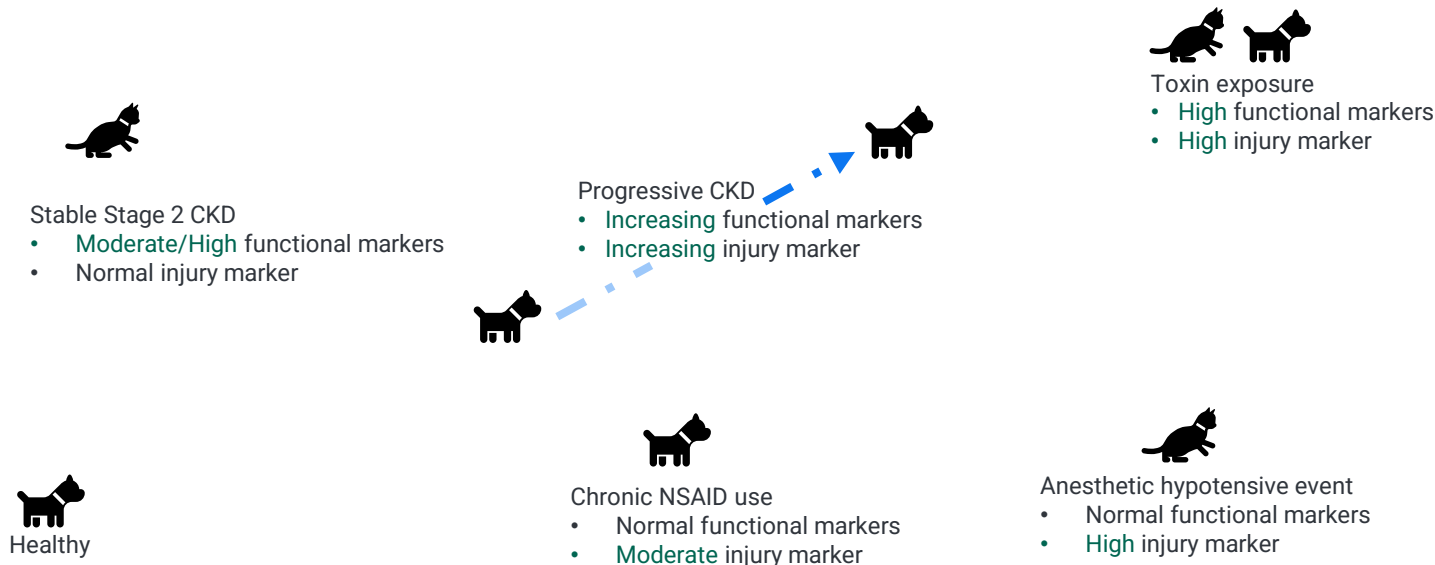 Toxin exposure
• High functional markers
• High injury marker
Progressive CKD
• Increasing functional markers
• Increasing injury marker
Stable Stage 2 CKD
• Moderate/High functional markers
• Normal injury marker
Healthy
Chronic NSAID use
• Normal functional markers
• Moderate injury marker
Anesthetic hypotensive event
• Normal functional markers
• High injury marker